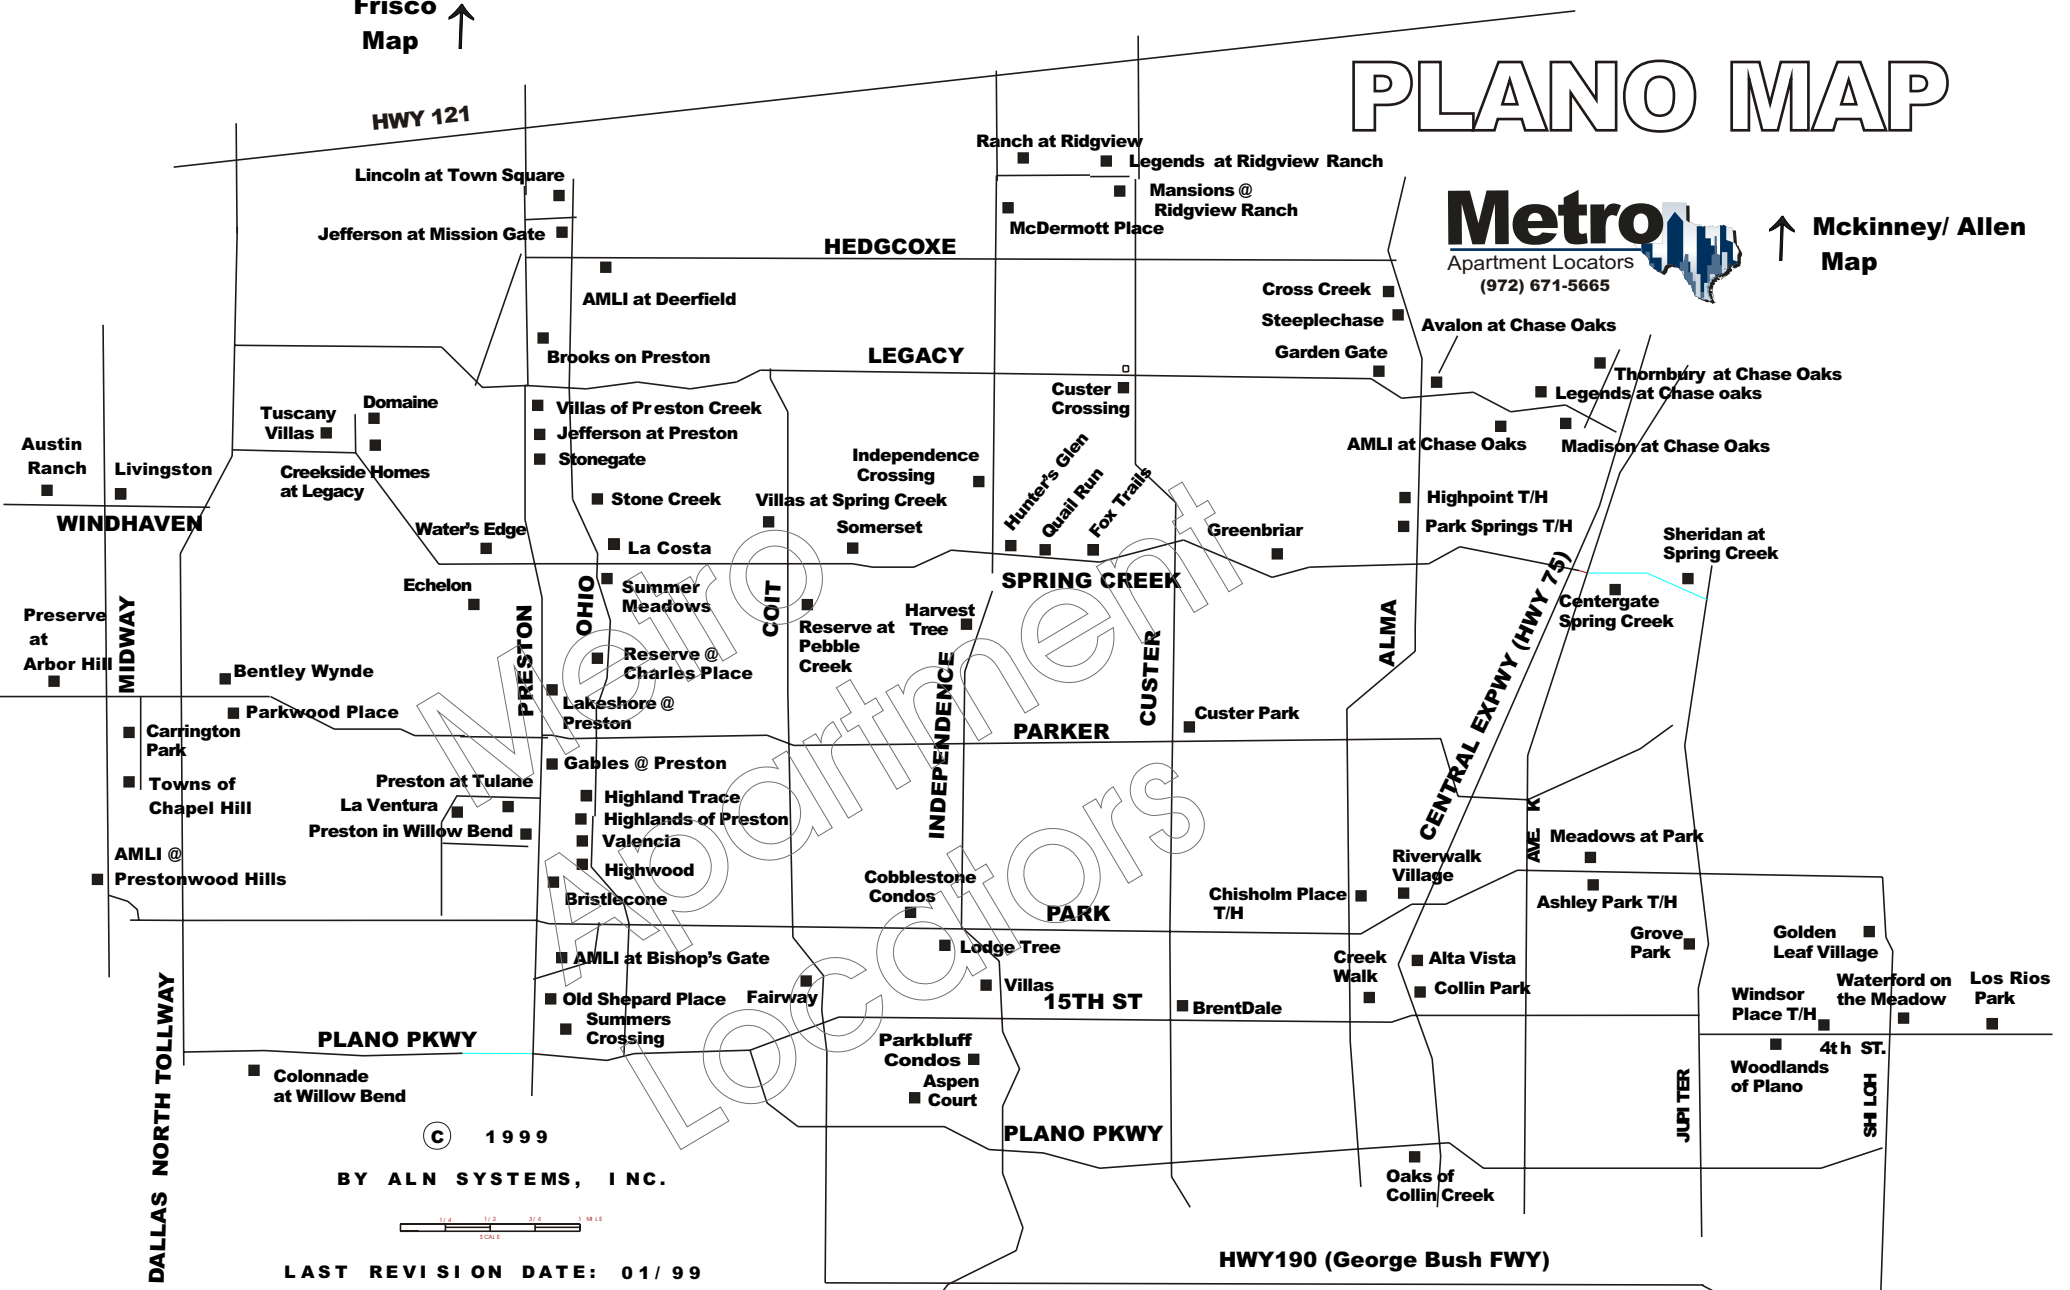 Frisco
Map
PLANO MAP
HWY 121
Ranch at Ridgview
Legends at Ridgview Ranch
Lincoln at Town Square
Mansions @
Ridgview Ranch
McDermott Place
Jefferson at Mission Gate
HEDGCOXE
Metro
Apartment Locators
(972) 671-5665
Mckinney/ Allen
Map
AMLI at Deerfield
Cross Creek
Steeplechase
Avalon at Chase Oaks
Brooks on Preston
LEGACY
Garden Gate
Thornbury at Chase Oaks
Legends at Chase oaks
Custer
Crossing
Domaine
Tuscany
Villas
Villas of Preston Creek
Jefferson at Preston
Stonegate
AMLI at Chase Oaks
Madison at Chase Oaks
Austin
Ranch
Livingston
Creekside Homes
at Legacy
Independence
Crossing
Hunter's Glen
Quail Run
Fox Trails
Stone Creek
Villas at Spring Creek
Somerset
Highpoint T/H
Park Springs T/H
WINDHAVEN
Water's Edge
La Costa
Greenbriar
Sheridan at
Spring Creek
Echelon
OHIO
Summer
Meadows
COIT
SPRING CREEK
Centergate
Spring Creek
Preserve
at
Arbor Hill
MIDWAY
PRESTON
Reserve at
Pebble
Creek
Harvest
Tree
ALMA
CENTRAL EXPWY (HWY 75)
Bentley Wynde
Reserve @
Charles Place
INDEPENDENCE
CUSTER
Parkwood Place
Lakeshore @
Preston
Custer Park
Carrington
Park
PARKER
Towns of
Chapel Hill
Gables @ Preston
Preston at Tulane
La Ventura
Preston in Willow Bend
Highland Trace
Highlands of Preston
Valencia
Highwood
Bristlecone
AVE. K
Meadows at Park
Riverwalk
Village
AMLI @
Prestonwood Hills
Cobblestone
Condos
Chisholm Place
T/H
Ashley Park T/H
PARK
Lodge Tree
Grove
Park
Golden
Leaf Village
AMLI at Bishop's Gate
Creek
Walk
Alta Vista
Collin Park
Fairway
Villas
15TH ST
BrentDale
Windsor
Place T/H
Waterford on
the Meadow
Los Rios
Park
Old Shepard Place
Summers
Crossing
PLANO PKWY
Parkbluff
Condos
Aspen
Court
4th ST.
Woodlands
of Plano
Colonnade
at Willow Bend
DALLAS NORTH TOLLWAY
JUPITER
SHILOH
PLANO PKWY
Oaks of
Collin Creek
C 1999
BY ALN SYSTEMS, INC.
1/4 1/2 3/4 1 MILE
SCALE
LAST REVISION DATE: 01/99
HWY190 (George Bush FWY)
Metro
Apartment
Locators